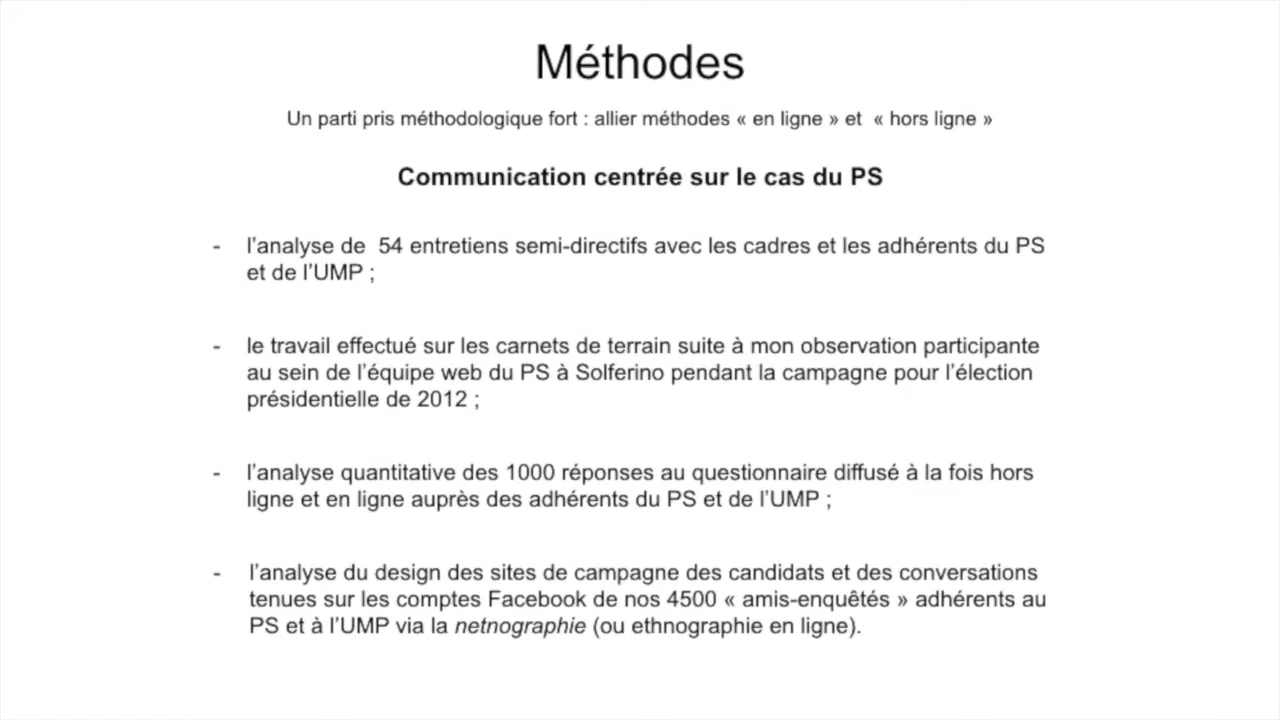 Méthodes
Un parti pris méthodologique fort : allier méthodes « en ligne » et « hors ligne »
Communication centrée sur le cas du PS
- l’analyse de 54 entretiens semi-directifs avec les cadres et les adhérents du PS
et de l’UMP ;
- le travail effectué sur les carnets de terrain suite à mon observation participante
au sein de l’équipe web du PS à Solferino pendant la campagne pour l’élection
présidentielle de 2012 ;
- l’analyse quantitative des 1000 réponses au questionnaire diffusé à la fois hors
ligne et en ligne auprès des adhérents du PS et de l’UMP ;
- l’analyse du design des sites de campagne des candidats et des conversations
tenues sur les comptes Facebook de nos 4500 « amis-enquêtés » adhérents au
PS et à l’UMP via la netnographie (ou ethnographie en ligne).